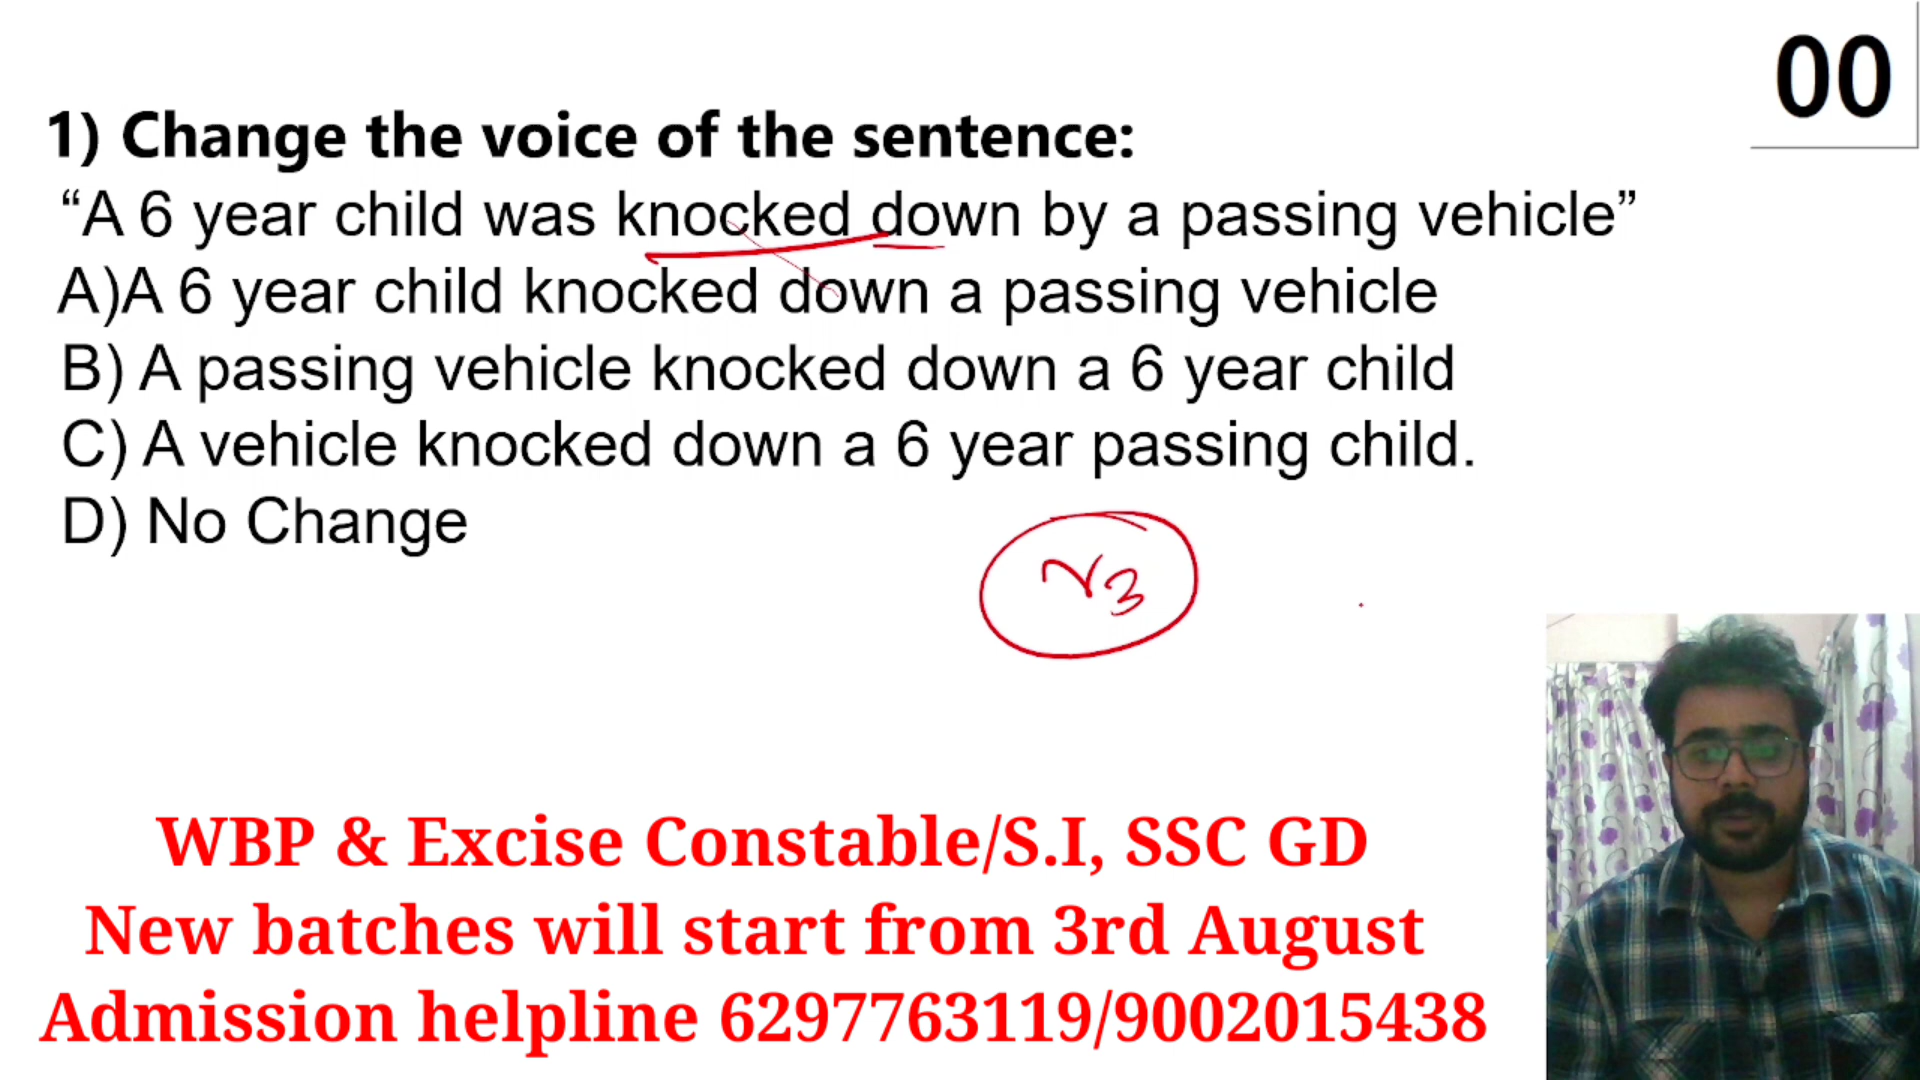 00
1) Change the voice of the sentence:
“A 6 year child was knocked down by a passing vehicle”
A)A 6 year child knocked down a passing vehicle
B) A passing vehicle knocked down a 6 year child
C) A vehicle knocked down a 6 year passing child.
D) No Change
V3
WBP & Excise Constable/S.I, SSC GD
New batches will start from 3rd August
Admission helpline 6297763119/9002015438